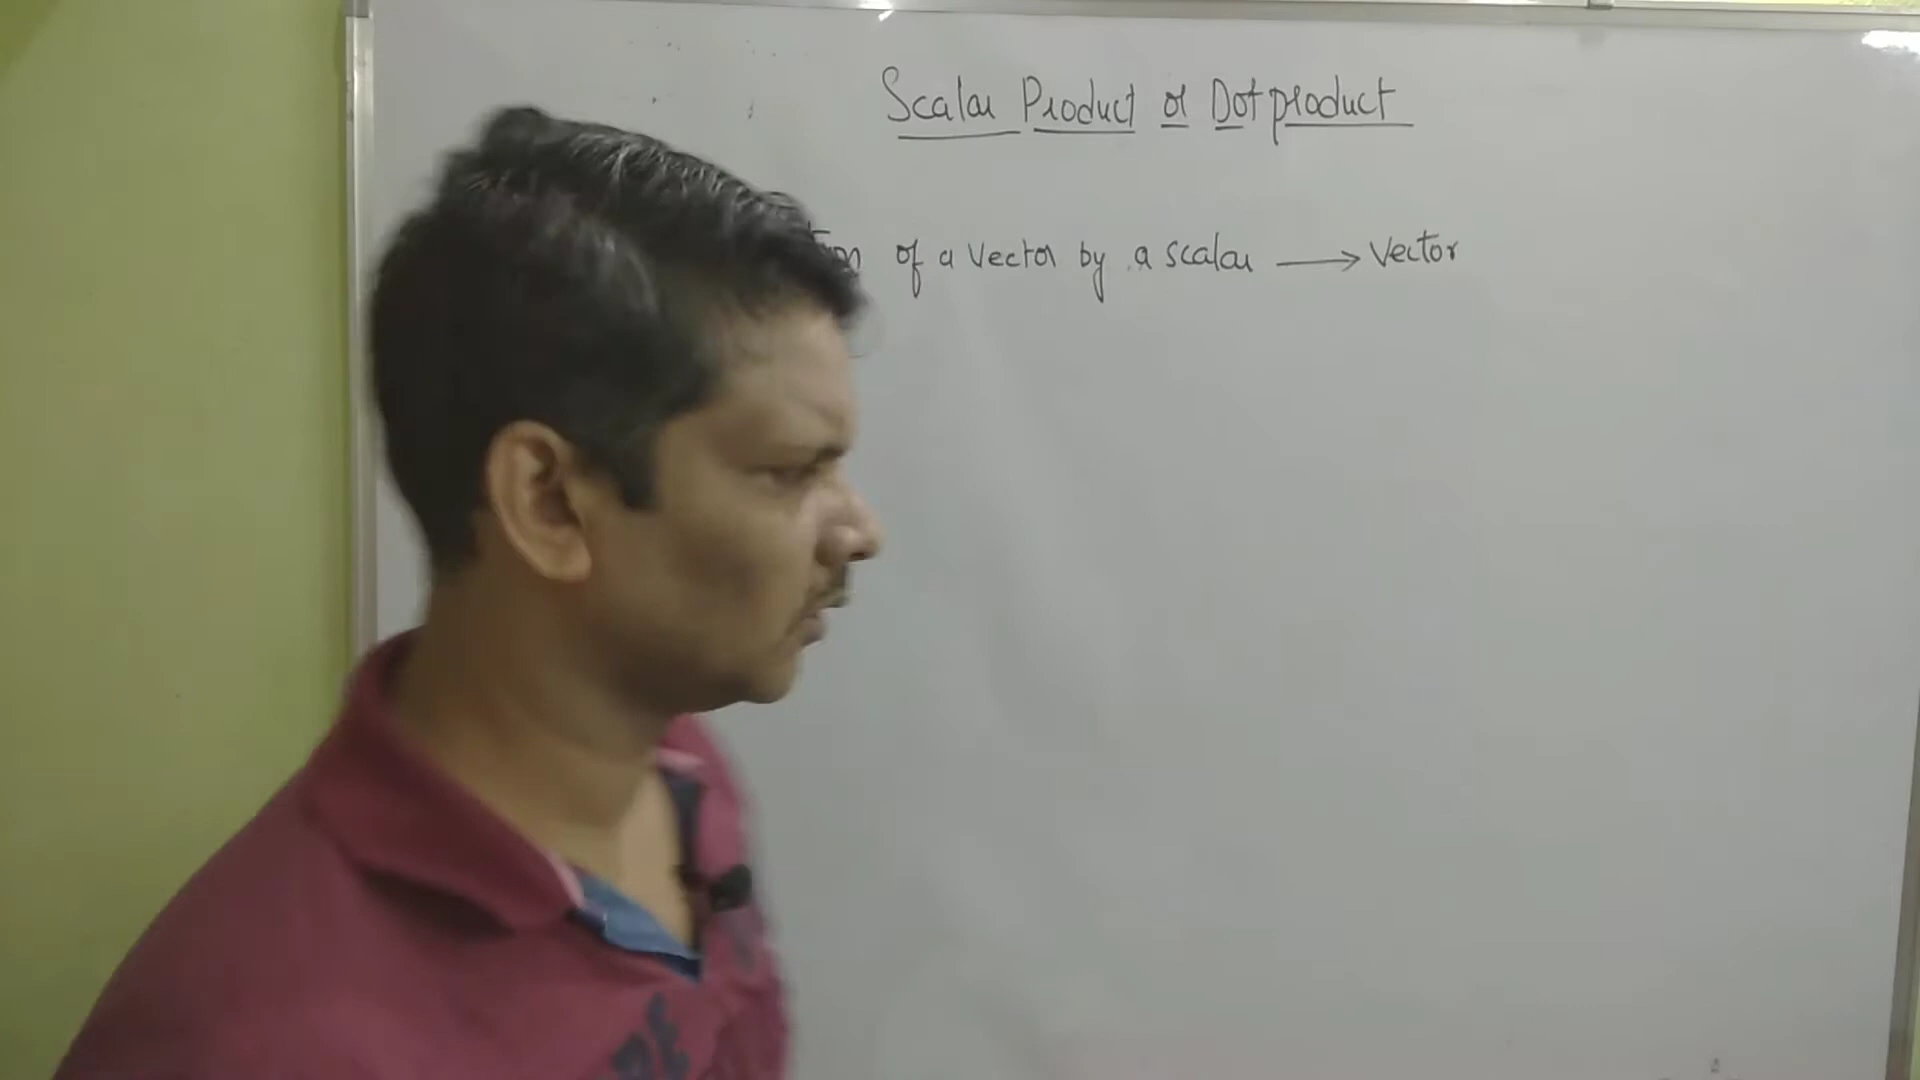 Scalar Product or Dot product
of a Vector by a scalar → Vector